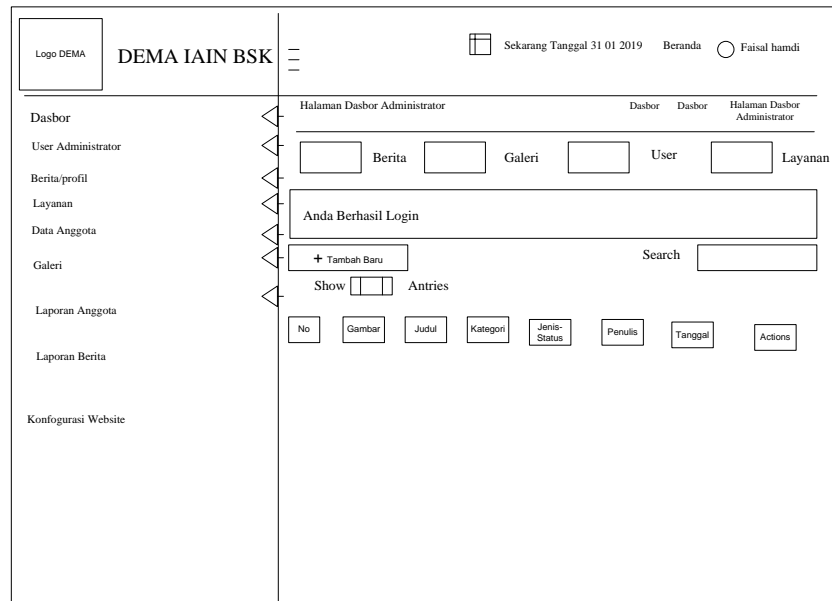 Logo DEMA
DEMA IAIN BSK
Sekarang Tanggal 31 01 2019
Beranda
Faisal hamdi
Dasbor
User Administrator
Berita/profil
Layanan
Data Anggota
Galeri
Laporan Anggota
Laporan Berita
Konfogurasi Website
Halaman Dasbor Administrator
Dasbor
Dasbor
Halaman Dasbor
Administrator
Berita
Galeri
User
Layanan
Anda Berhasil Login
+ Tambah Baru
Search
Show
Antries
No
Gambar
Judul
Kategori
Jenis-
Status
Penulis
Tanggal
Actions